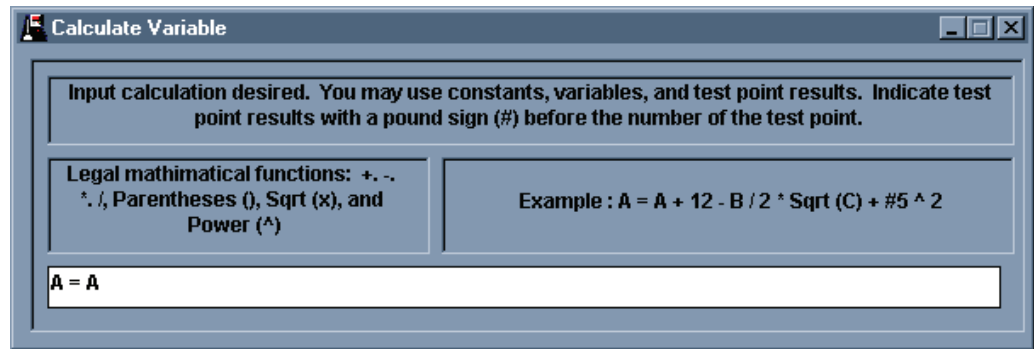 Calculate Variable
Input calculation desired.  You may use constants, variables, and test point results.  Indicate test
point results with a pound sign (#) before the number of the test point.
Legal mathimatical functions:  +. -.
*. /, Parentheses (), Sqrt (x), and
Power (^)
Example : A = A + 12 - B / 2 * Sqrt (C) + #5 ^ 2
A = A